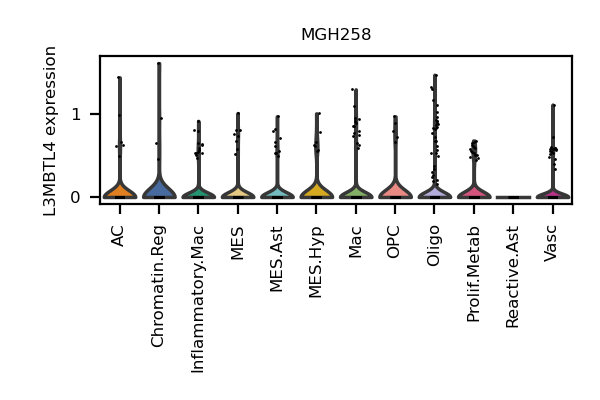 MGH258
L3MBTL4 expression
1
0
AC
Chromatin.Reg
Inflammatory.Mac
MES
MES.Ast
MES.Hyp
Mac
OPC
Oligo
Prolif.Metab
Reactive.Ast
Vasc